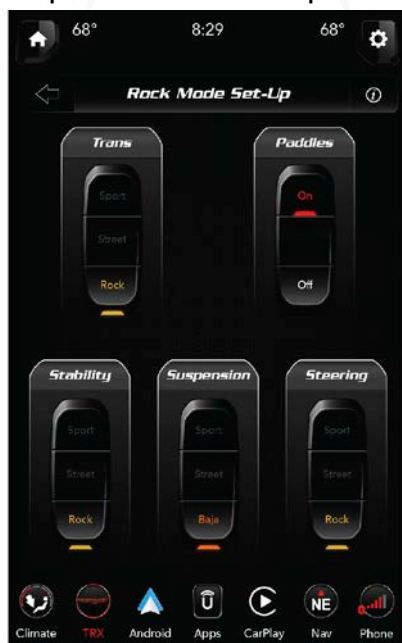 68° 8:29 68°
Rock Mode Set-Up
Trans Paddles
Sport On
Street
Rock Off
Stability Suspension Steering
Sport Sport Sport
Street Street Street
Rock Baja Rock
NE
Climate TRX Android Apps CarPlay Nav Phone